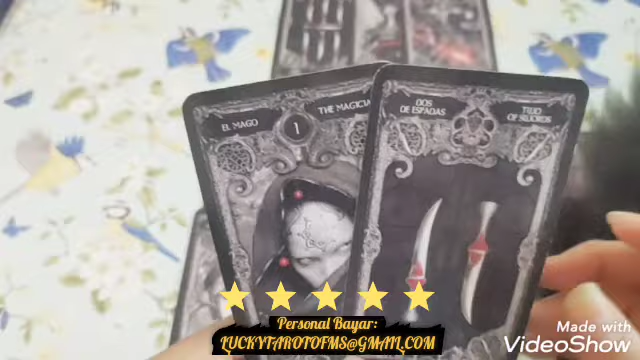 EL MAGO
1
THE MAGICIA
DOS
DE ESPADAS
TWO
OF SWORDS
Personal Bayar:
LUCKYTAROTOFMS@GMAIL.COM
Made with
VideoShow